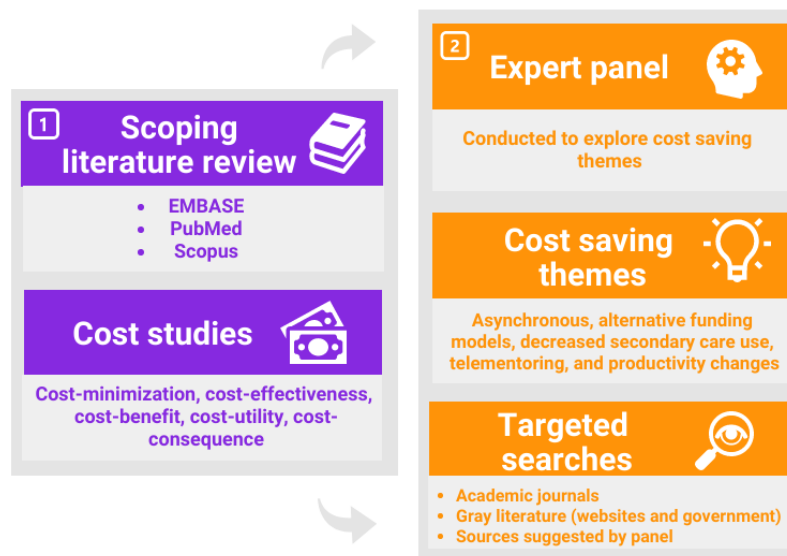 1
Scoping
literature review
• EMBASE
• PubMed
• Scopus
Cost studies
Cost-minimization, cost-effectiveness,
cost-benefit, cost-utility, cost-
consequence
2
Expert panel
Conducted to explore cost saving
themes
Cost saving
themes
Asynchronous, alternative funding
models, decreased secondary care use,
telementoring, and productivity changes
Targeted
searches
• Academic journals
• Gray literature (websites and government)
• Sources suggested by panel